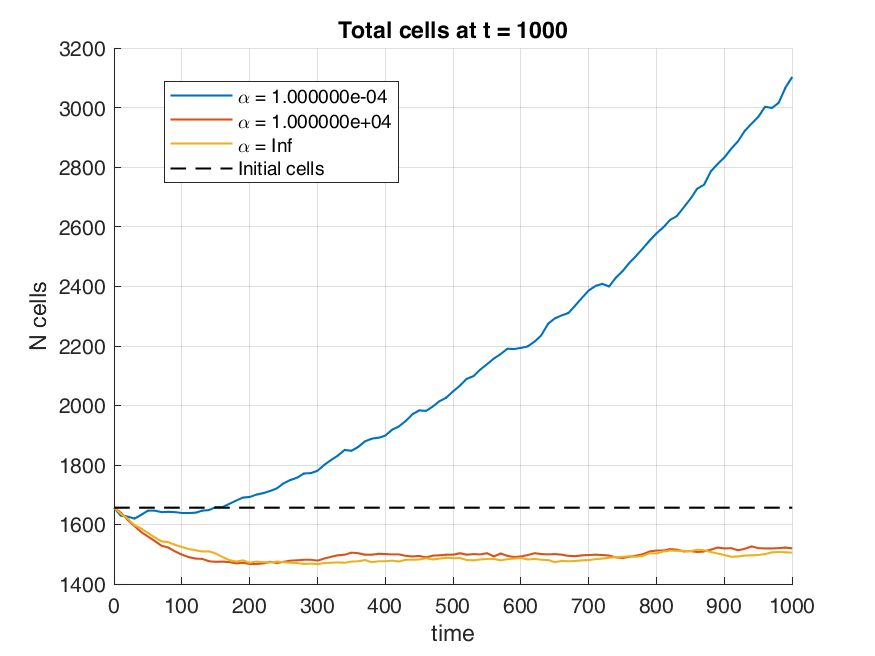 Total cells at t = 1000
3200
3000
2800
2600
2400
2200
2000
1800
1600
1400
N cells
α = 1.000000e-04
α = 1.000000e+04
α = Inf
Initial cells
0 100 200 300 400 500 600 700 800 900 1000
time